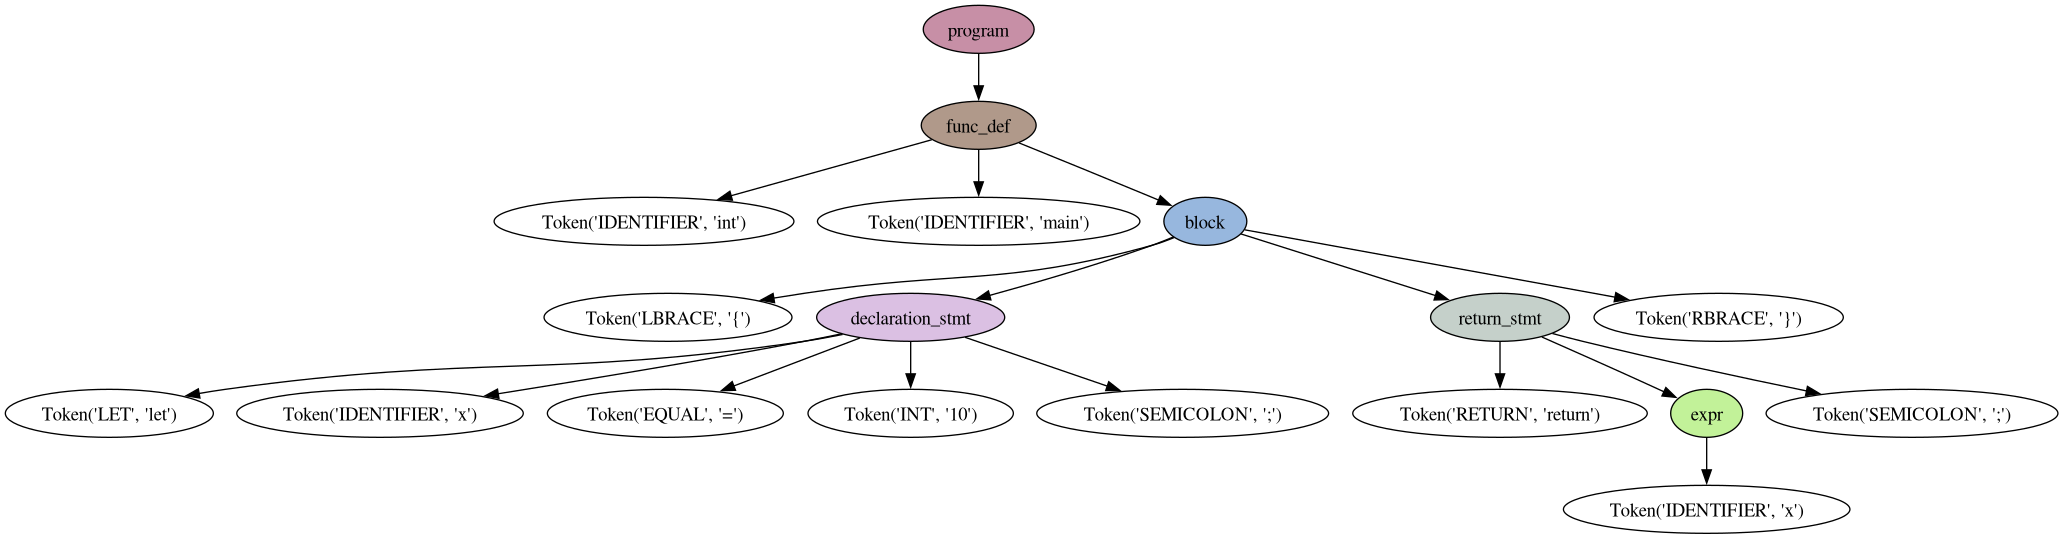 program
func_def
Token('IDENTIFIER', 'int')
Token('IDENTIFIER', 'main')
block
Token('LBRACE', '{')
declaration_stmt
return_stmt
Token('RBRACE', '}')
Token('LET', 'let')
Token('IDENTIFIER', 'x')
Token('EQUAL', '=')
Token('INT', '10')
Token('SEMICOLON', ';')
Token('RETURN', 'return')
expr
Token('SEMICOLON', ';')
Token('IDENTIFIER', 'x')